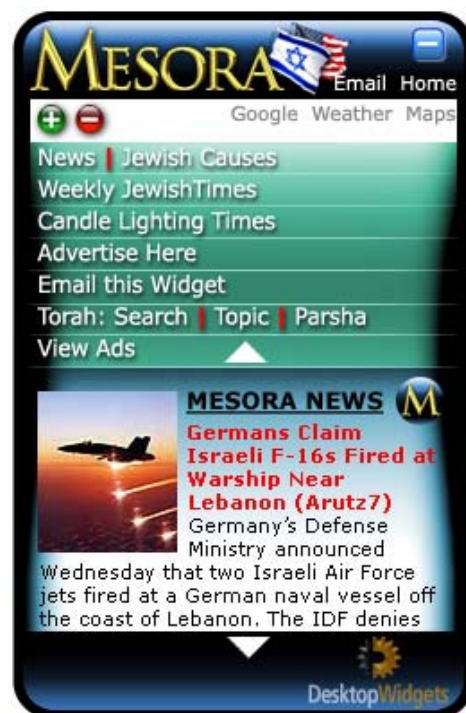 MESORA
Email Home
Google Weather Maps
News | Jewish Causes
Weekly JewishTimes
Candle Lighting Times
Advertise Here
Email this Widget
Torah: Search | Topic | Parsha
View Ads
MESORA NEWS M
Germans Claim
Israeli F-16s Fired at
Warship Near
Lebanon (Arutz7)
Germany's Defense
Ministry announced
Wednesday that two Israeli Air Force
jets fired at a German naval vessel off
the coast of Lebanon. The IDF denies
DesktopWidgets